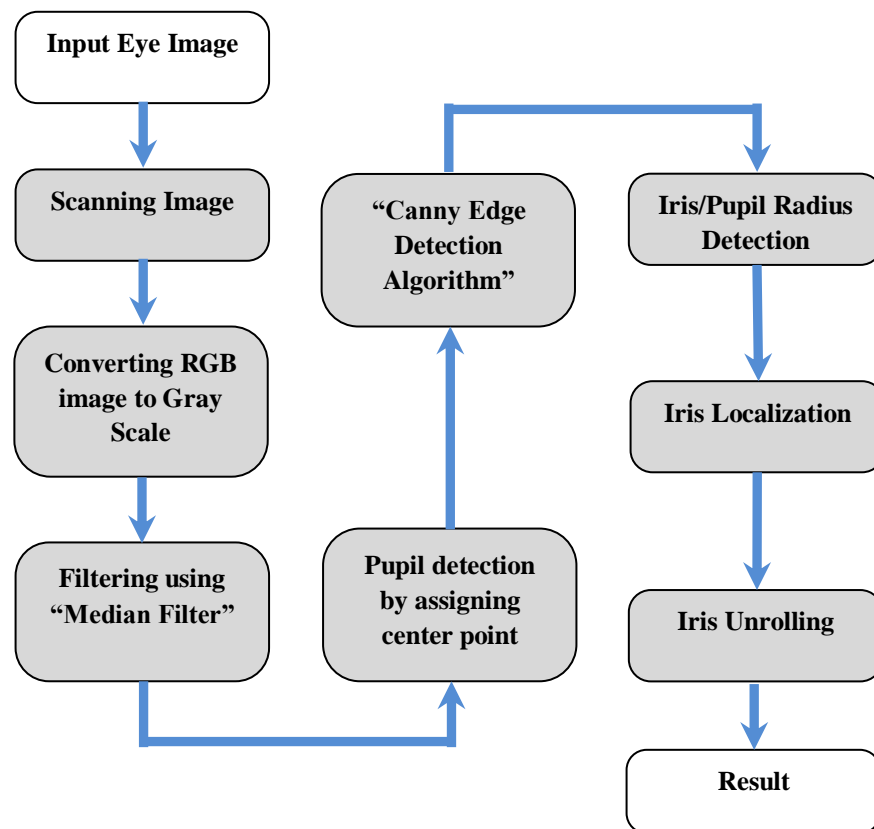 Input Eye Image
Scanning Image
Converting RGB
image to Gray
Scale
Filtering using
“Median Filter”
Pupil detection
by assigning
center point
“Canny Edge
Detection
Algorithm”
Iris/Pupil Radius
Detection
Iris Localization
Iris Unrolling
Result